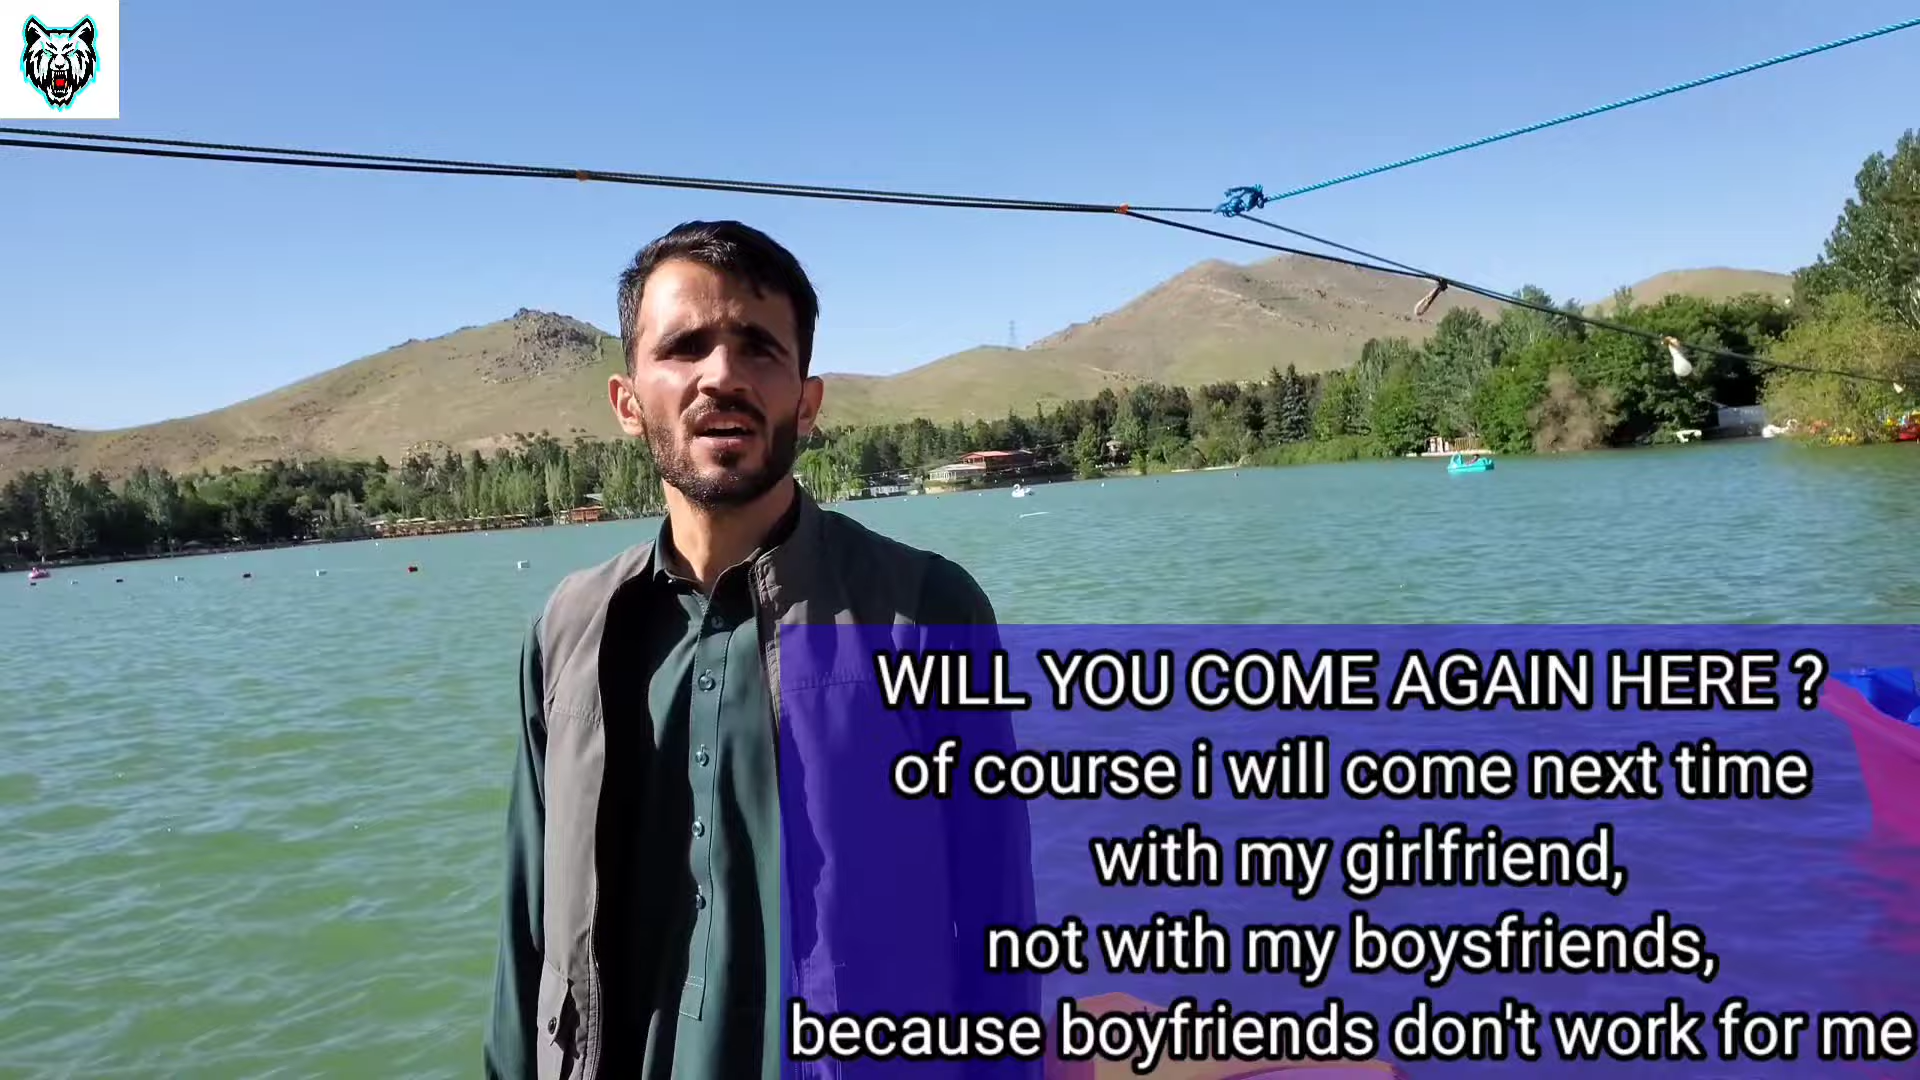 WILL YOU COME AGAIN HERE ?
of course i will come next time
with my girlfriend,
not with my boysfriends,
because boyfriends don't work for me